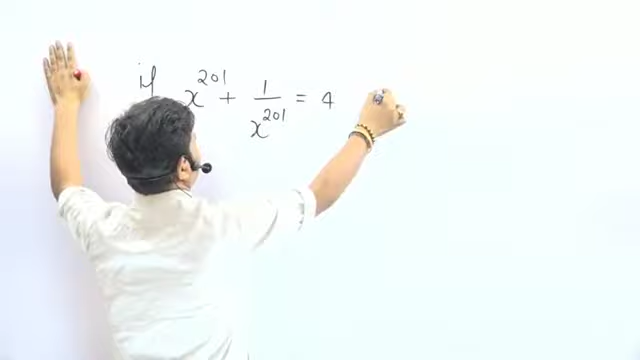 if x^201 + 1/x^201 = 4